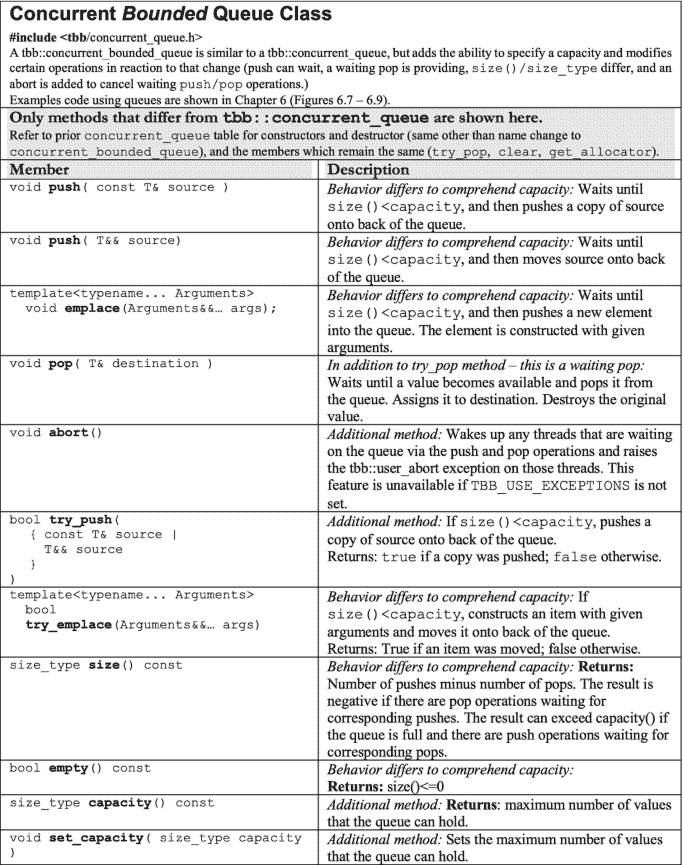 Concurrent Bounded Queue Class
#include <tbb/concurrent_queue.h>
A tbb::concurrent_bounded_queue is similar to a tbb::concurrent_queue, but adds the ability to specify a capacity and modifies
certain operations in reaction to that change (push can wait, a waiting pop is providing, size()/size_type differ, and an
abort is added to cancel waiting push/pop operations.)
Examples code using queues are shown in Chapter 6 (Figures 6.7 – 6.9).
Only methods that differ from tbb::concurrent_queue are shown here.
Refer to prior concurrent_queue table for constructors and destructor (same other than name change to
concurrent_bounded_queue), and the members which remain the same (try_pop, clear, get_allocator).
Member Description
void push( const T& source )
Behavior differs to comprehend capacity: Waits until
size()<capacity, and then pushes a copy of source
onto back of the queue.
void push( T&& source)
Behavior differs to comprehend capacity: Waits until
size()<capacity, and then moves source onto back
of the queue.
template<typename... Arguments>
void emplace(Arguments&&… args);
Behavior differs to comprehend capacity: Waits until
size()<capacity, and then pushes a new element
into the queue. The element is constructed with given
arguments.
void pop( T& destination )
In addition to try_pop method – this is a waiting pop:
Waits until a value becomes available and pops it from
the queue. Assigns it to destination. Destroys the original
value.
void abort()
Additional method: Wakes up any threads that are waiting
on the queue via the push and pop operations and raises
the tbb::user_abort exception on those threads. This
feature is unavailable if TBB_USE_EXCEPTIONS is not
set.
bool try_push(
{ const T& source |
T&& source
}
)
Additional method: If size()<capacity, pushes a
copy of source onto back of the queue.
Returns: true if a copy was pushed; false otherwise.
template<typename... Arguments>
bool
try_emplace(Arguments&&… args)
Behavior differs to comprehend capacity: If
size()<capacity, constructs an item with given
arguments and moves it onto back of the queue.
Returns: True if an item was moved; false otherwise.
size_type size() const
Behavior differs to comprehend capacity: Returns:
Number of pushes minus number of pops. The result is
negative if there are pop operations waiting for
corresponding pushes. The result can exceed capacity() if
the queue is full and there are push operations waiting for
corresponding pops.
bool empty() const
Behavior differs to comprehend capacity:
Returns: size()<=0
size_type capacity() const
Additional method: Returns: maximum number of values
that the queue can hold.
void set_capacity( size_type capacity
)
Additional method: Sets the maximum number of values
that the queue can hold.